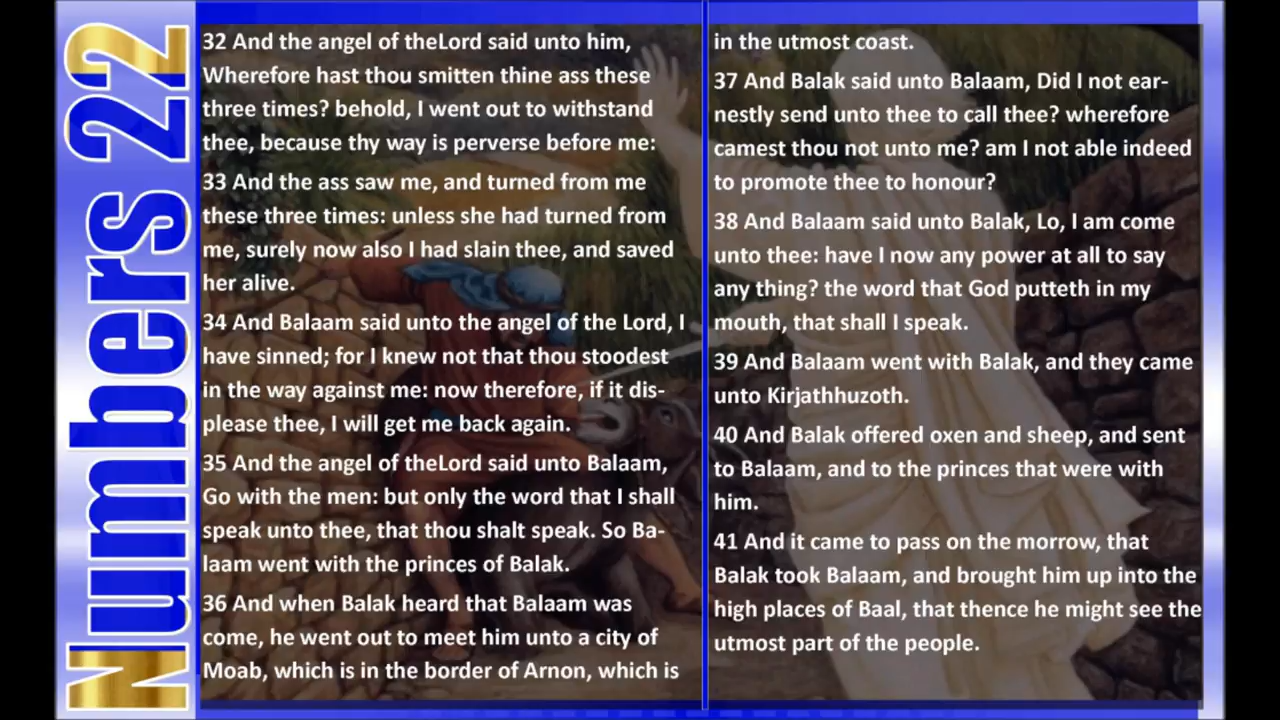 Numbers 22
32 And the angel of theLord said unto him,
Wherefore hast thou smitten thine ass these
three times? behold, I went out to withstand
thee, because thy way is perverse before me:
33 And the ass saw me, and turned from me
these three times: unless she had turned from
me, surely now also I had slain thee, and saved
her alive.
34 And Balaam said unto the angel of the Lord, I
have sinned; for I knew not that thou stoodest
in the way against me: now therefore, if it dis-
please thee, I will get me back again.
35 And the angel of theLord said unto Balaam,
Go with the men: but only the word that I shall
speak unto thee, that thou shalt speak. So Ba-
laam went with the princes of Balak.
36 And when Balak heard that Balaam was
come, he went out to meet him unto a city of
Moab, which is in the border of Arnon, which is
in the utmost coast.
37 And Balak said unto Balaam, Did I not ear-
nestly send unto thee to call thee? wherefore
camest thou not unto me? am I not able indeed
to promote thee to honour?
38 And Balaam said unto Balak, Lo, I am come
unto thee: have I now any power at all to say
any thing? the word that God putteth in my
mouth, that shall I speak.
39 And Balaam went with Balak, and they came
unto Kirjathhuzoth.
40 And Balak offered oxen and sheep, and sent
to Balaam, and to the princes that were with
him.
41 And it came to pass on the morrow, that
Balak took Balaam, and brought him up into the
high places of Baal, that thence he might see the
utmost part of the people.